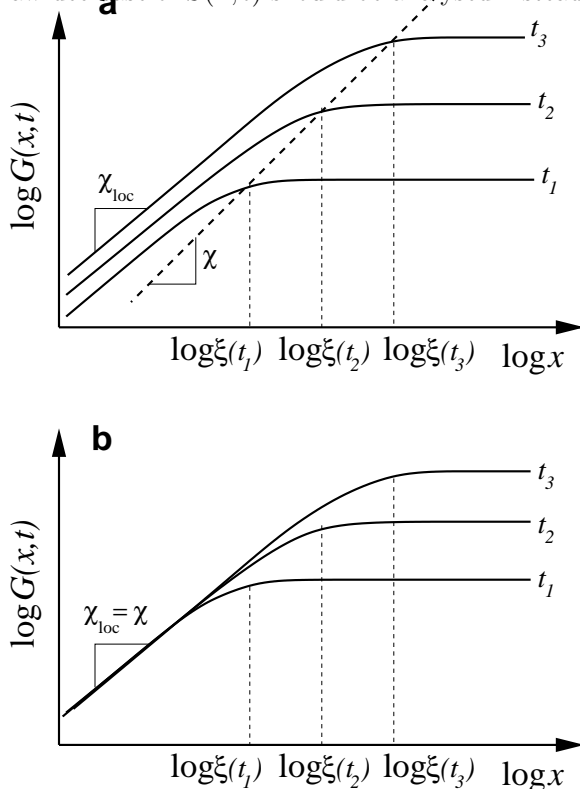 a
t3
log G(x,t)
t2
χloc
t1
χ
logξ(t1) logξ(t2) logξ(t3) log x
b
t3
log G(x,t)
t2
χloc = χ
t1
logξ(t1) logξ(t2) logξ(t3) log x